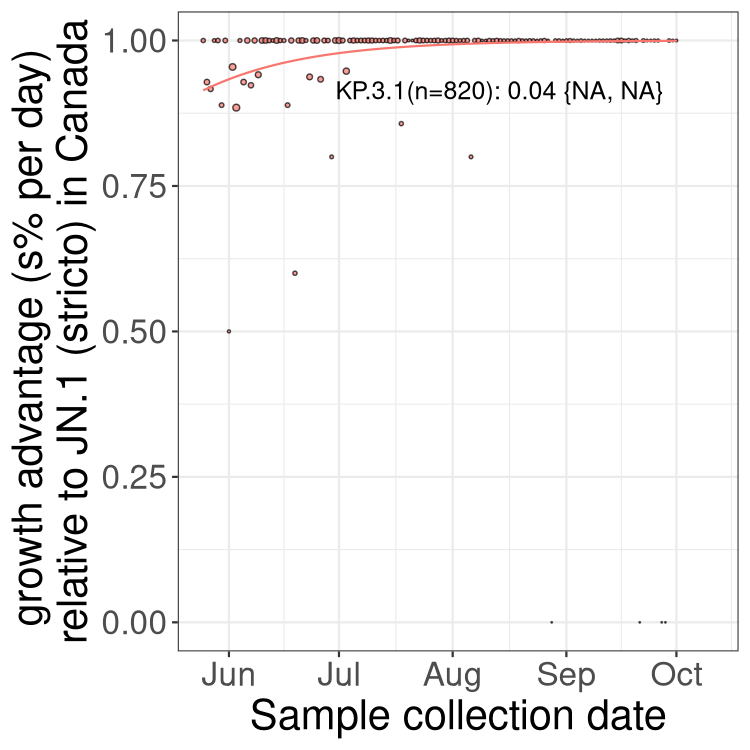 growth advantage (s% per day)
relative to JN.1 (stricto) in Canada
1.00
0.75
0.50
0.25
0.00
KP.3.1(n=820): 0.04 {NA, NA}
Jun Jul Aug Sep Oct
Sample collection date